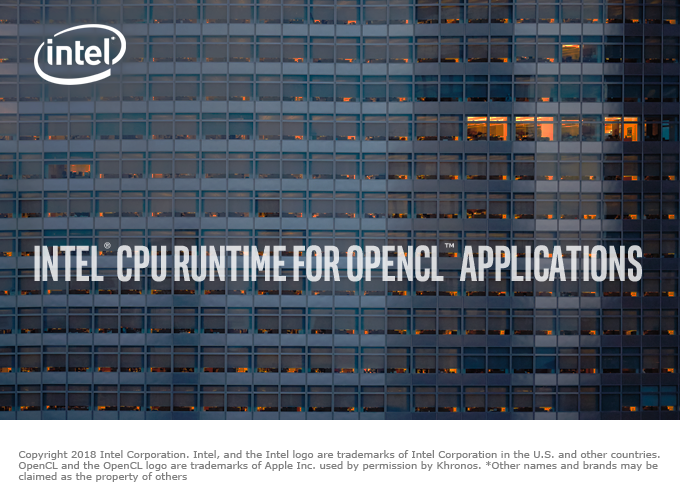 intel
INTEL® CPU RUNTIME FOR OPENCL™ APPLICATIONS
Copyright 2018 Intel Corporation. Intel, and the Intel logo are trademarks of Intel Corporation in the U.S. and other countries.
OpenCL and the OpenCL logo are trademarks of Apple Inc. used by permission by Khronos. *Other names and brands may be
claimed as the property of others